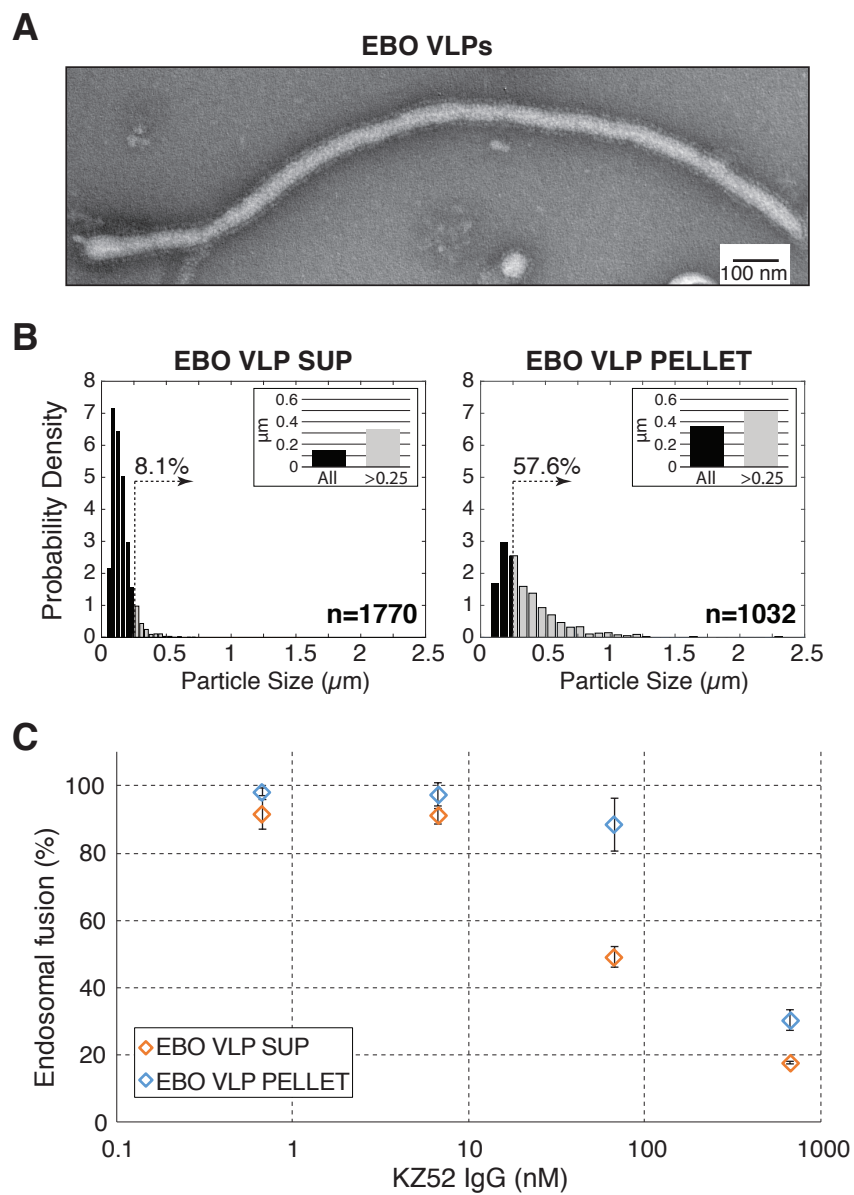 A
EBO VLPs
100 nm
B
EBO VLP SUP
EBO VLP PELLET
Probability Density
8
7
6
5
4
3
2
1
0
8.1%
µm
0.6
0.4
0.2
0
All
>0.25
n=1770
0
0.5
1
1.5
2
2.5
Particle Size (µm)
8
7
6
5
4
3
2
1
0
57.6%
µm
0.6
0.4
0.2
0
All
>0.25
n=1032
0
0.5
1
1.5
2
2.5
Particle Size (µm)
C
Endosomal fusion (%)
100
80
60
40
20
0
EBO VLP SUP
EBO VLP PELLET
0.1
1
10
100
1000
KZ52 IgG (nM)